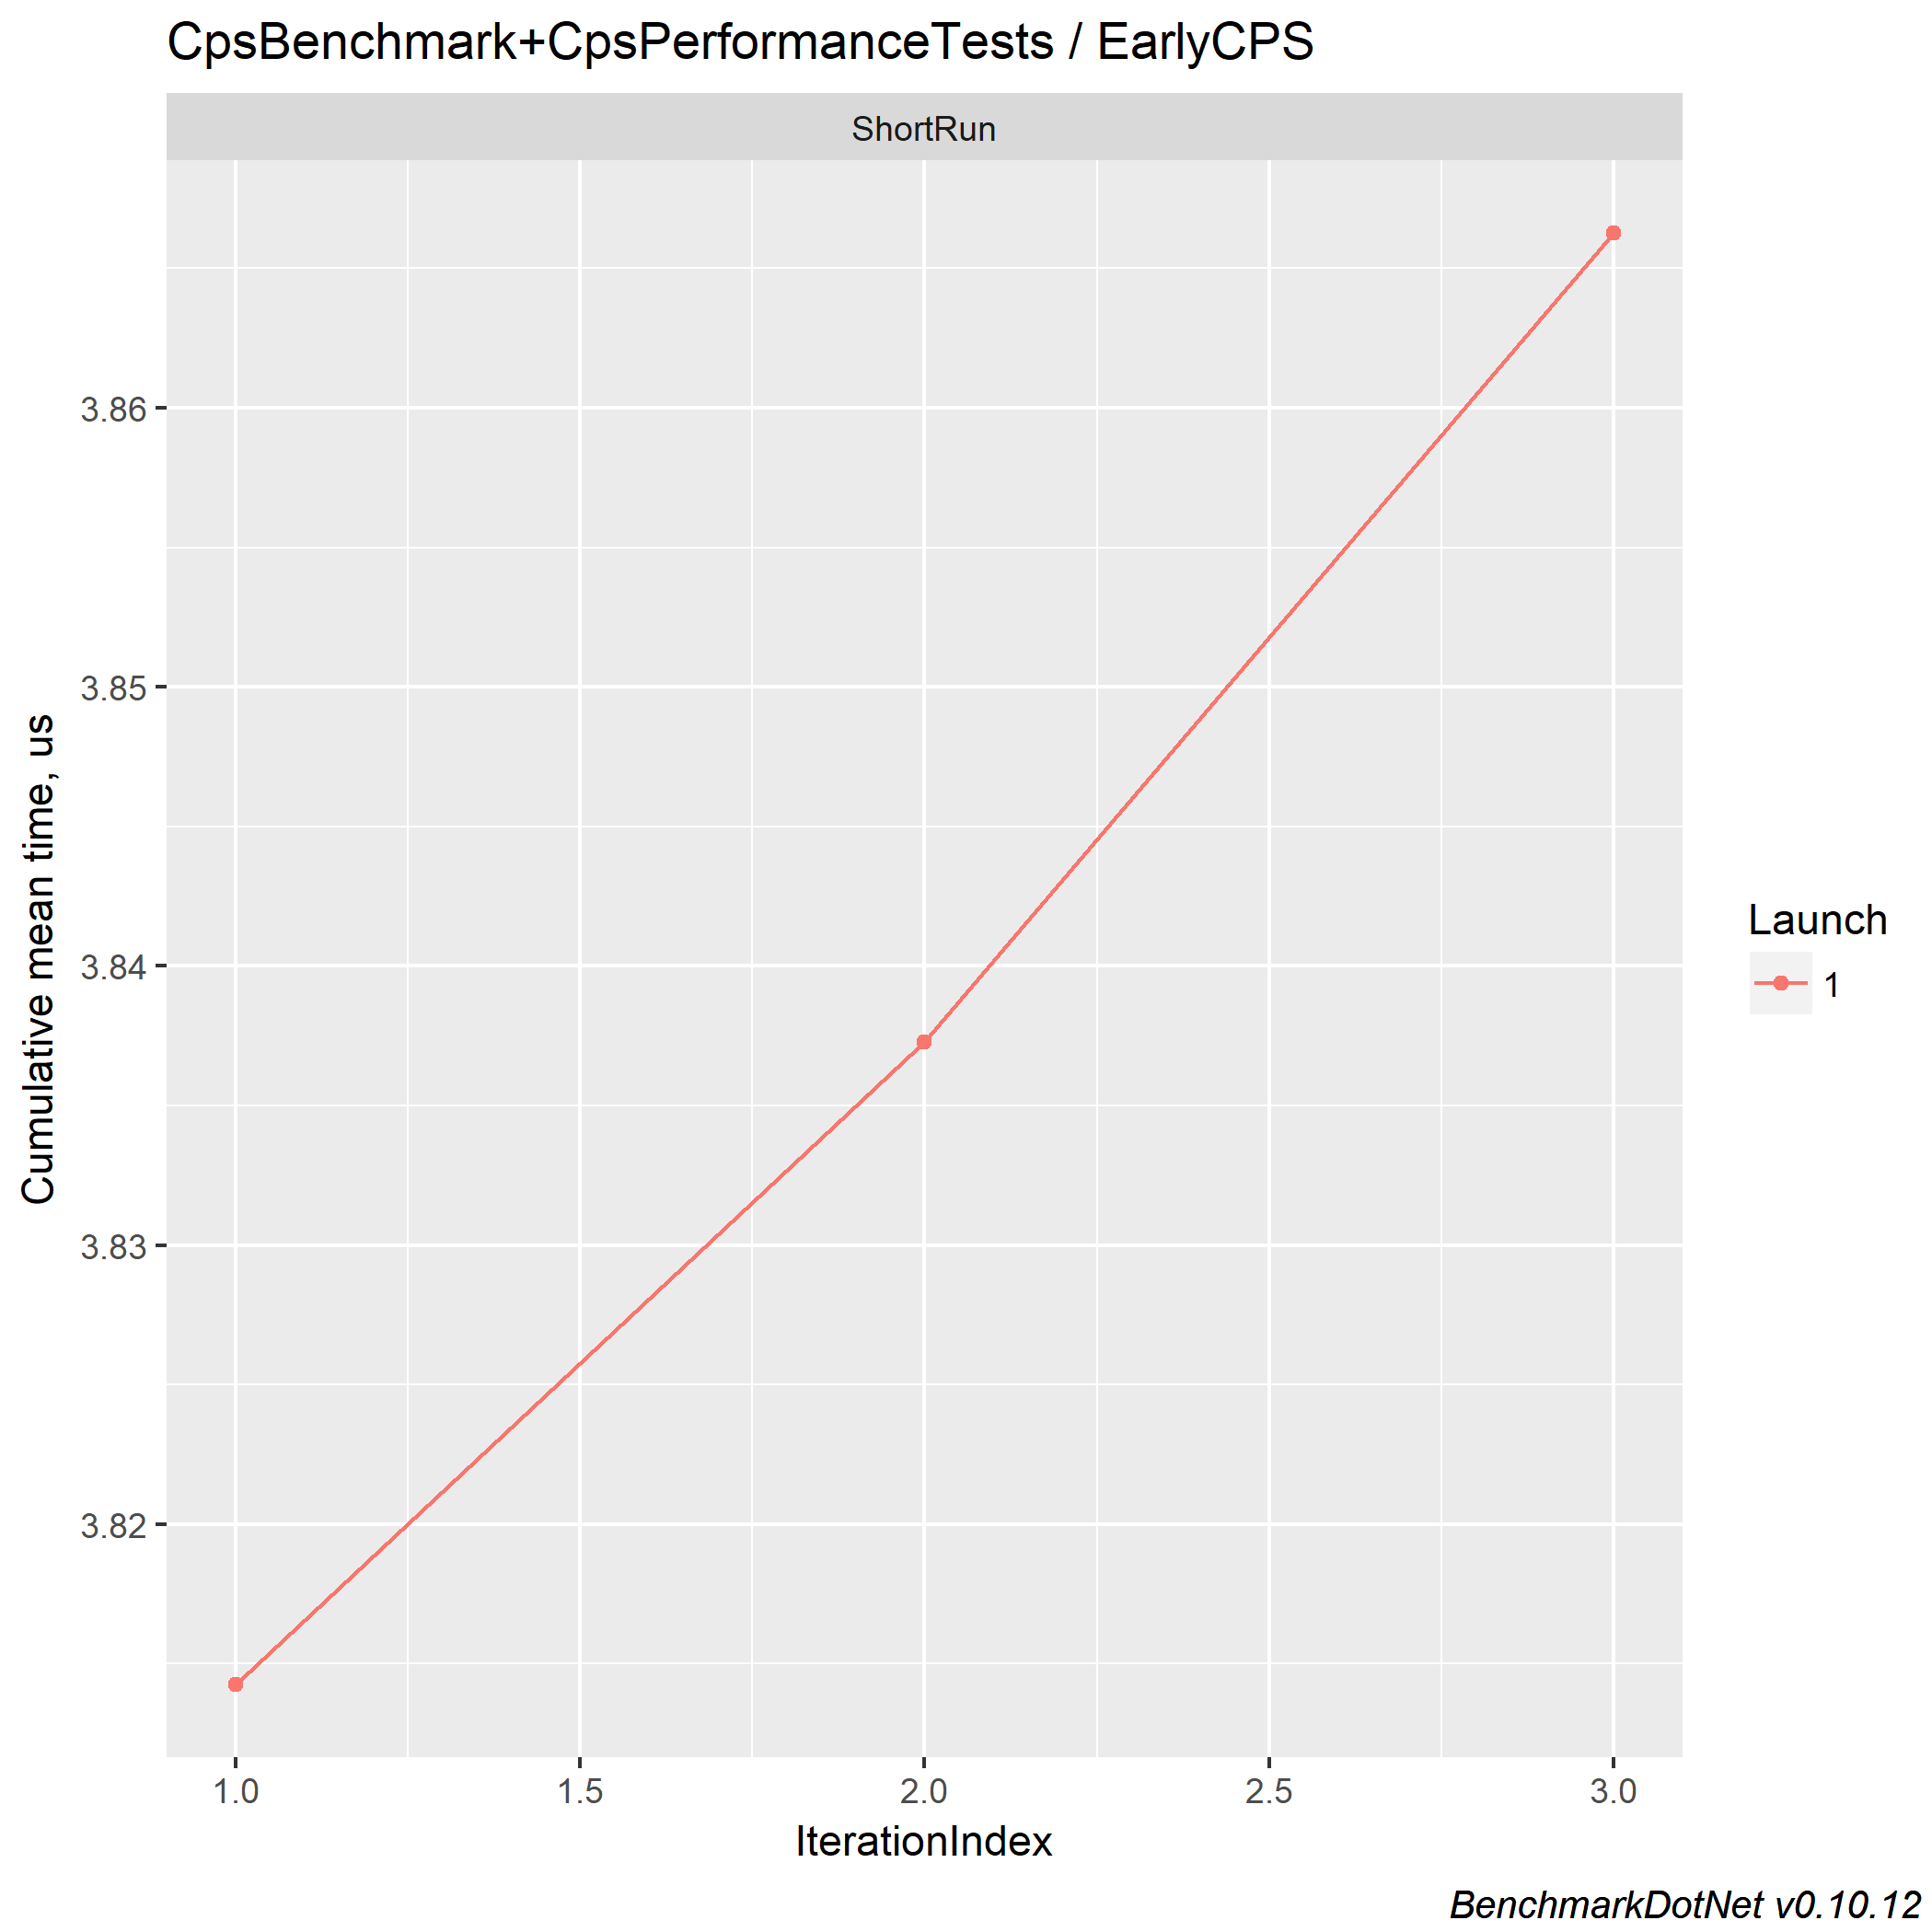 CpsBenchmark+CpsPerformanceTests / EarlyCPS
ShortRun
3.86
3.85
3.84
3.83
3.82
Cumulative mean time, us
1.0 1.5 2.0 2.5 3.0
IterationIndex
Launch
1
BenchmarkDotNet v0.10.12